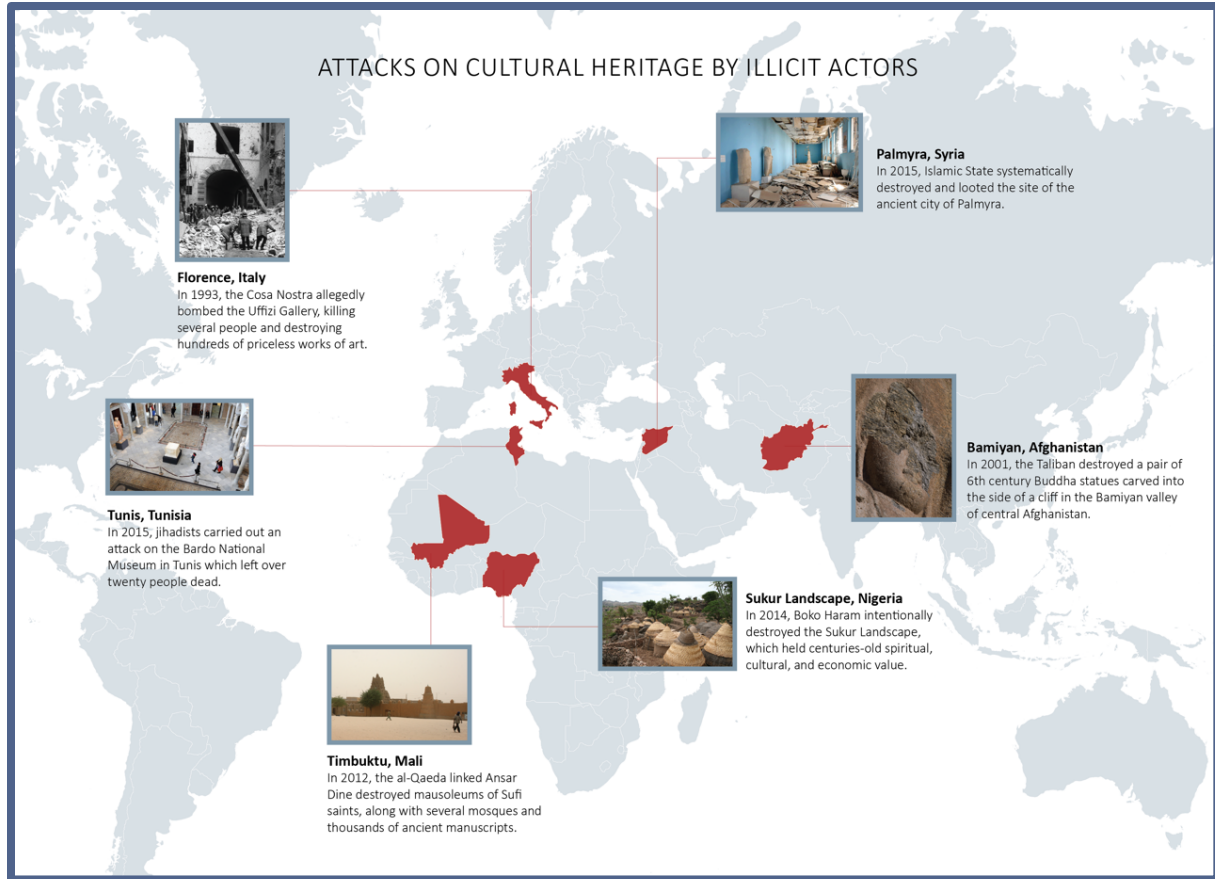 ATTACKS ON CULTURAL HERITAGE BY ILLICIT ACTORS
Palmyra, Syria
In 2015, Islamic State systematically
destroyed and looted the site of the
ancient city of Palmyra.
Florence, Italy
In 1993, the Cosa Nostra allegedly
bombed the Uffizi Gallery, killing
several people and destroying
hundreds of priceless works of art.
Bamiyan, Afghanistan
In 2001, the Taliban destroyed a pair of
6th century Buddha statues carved into
the side of a cliff in the Bamiyan valley
of central Afghanistan.
Tunis, Tunisia
In 2015, jihadists carried out an
attack on the Bardo National
Museum in Tunis which left over
twenty people dead.
Sukur Landscape, Nigeria
In 2014, Boko Haram intentionally
destroyed the Sukur Landscape,
which held centuries-old spiritual,
cultural, and economic value.
Timbuktu, Mali
In 2012, the al-Qaeda linked Ansar
Dine destroyed mausoleums of Sufi
saints, along with several mosques and
thousands of ancient manuscripts.